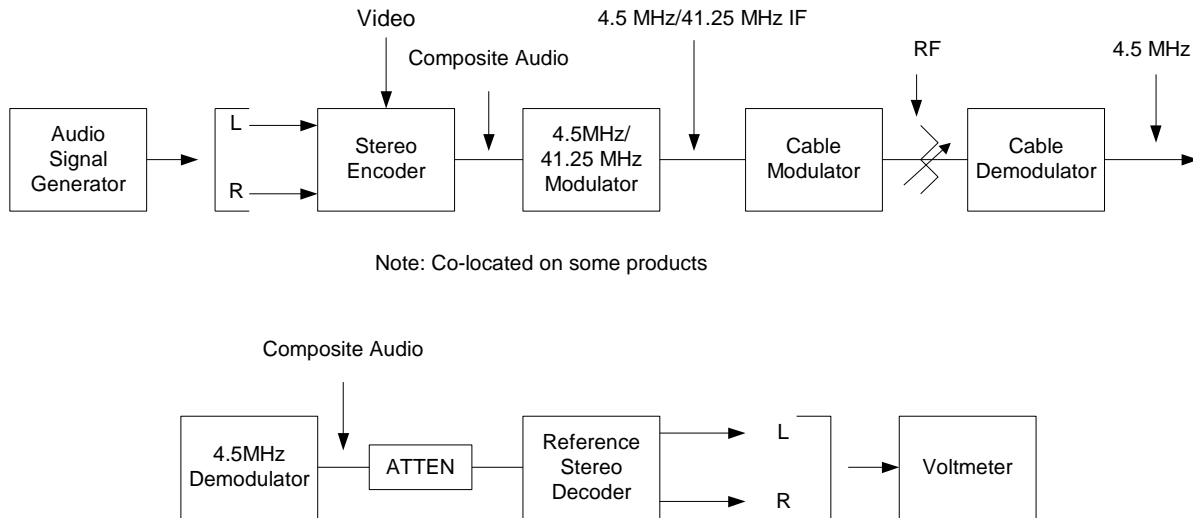 Video
4.5 MHz/41.25 MHz IF
Composite Audio
RF
4.5 MHz
Audio
Signal
Generator
L
R
Stereo
Encoder
4.5MHz/
41.25 MHz
Modulator
Cable
Modulator
Cable
Demodulator
Note: Co-located on some products
Composite Audio
4.5MHz
Demodulator
ATTEN
Reference
Stereo
Decoder
L
R
Voltmeter